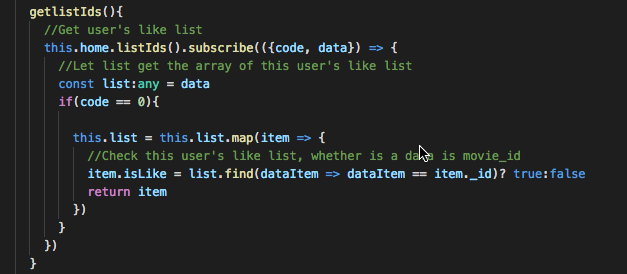 getlistIds(){
//Get user's like list
this.home.listIds().subscribe(({code, data}) => {
//Let list get the array of this user's like list
const list:any = data
if(code == 0){
this.list = this.list.map(item => {
//Check this user's like list, whether is a data is movie_id
item.isLike = list.find(dataItem => dataItem == item._id)? true:false
return item
})
}
})
}